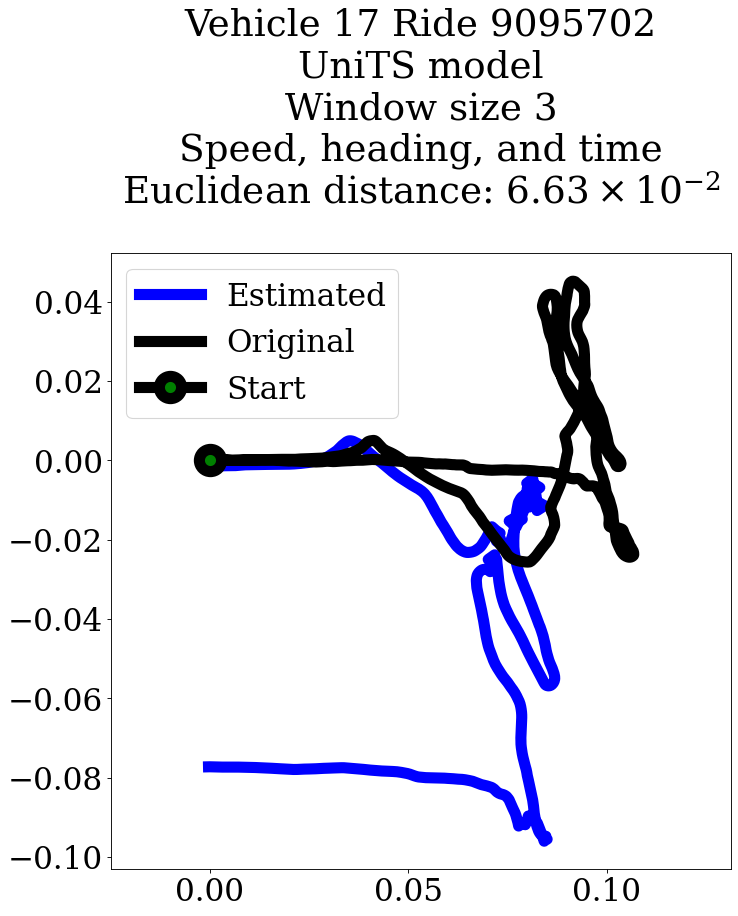 Vehicle 17 Ride 9095702
UniTS model
Window size 3
Speed, heading, and time
Euclidean distance: 6.63 × 10⁻²
Estimated
Original
Start
0.04
0.02
0.00
−0.02
−0.04
−0.06
−0.08
−0.10
0.00
0.05
0.10